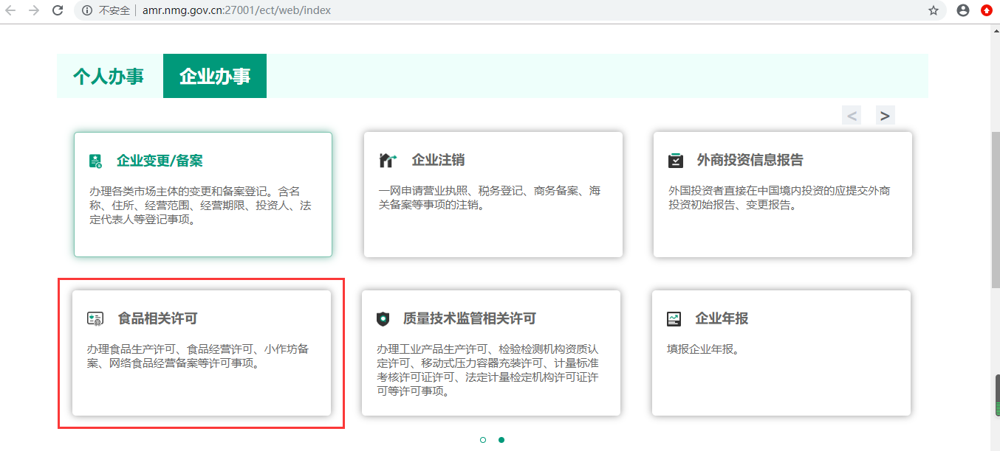 不安全 amr.nmg.gov.cn:27001/ect/web/index
个人办事 企业办事
< >
企业变更/备案
办理各类市场主体的变更和备案登记。含名
称、住所、经营范围、经营期限、投资人、法
定代表人等登记事项。
企业注销
一网申请营业执照、税务登记、商务备案、海
关备案等事项的注销。
外商投资信息报告
外国投资者直接在中国境内投资的应提交外商
投资初始报告、变更报告。
食品相关许可
办理食品生产许可、食品经营许可、小作坊备
案、网络食品经营备案等许可事项。
质量技术监管相关许可
办理工业产品生产许可、检验检测机构资质认
定许可、移动式压力容器充装许可、计量标准
考核许可证许可、法定计量检定机构许可证许
可等许可事项。
企业年报
填报企业年报。